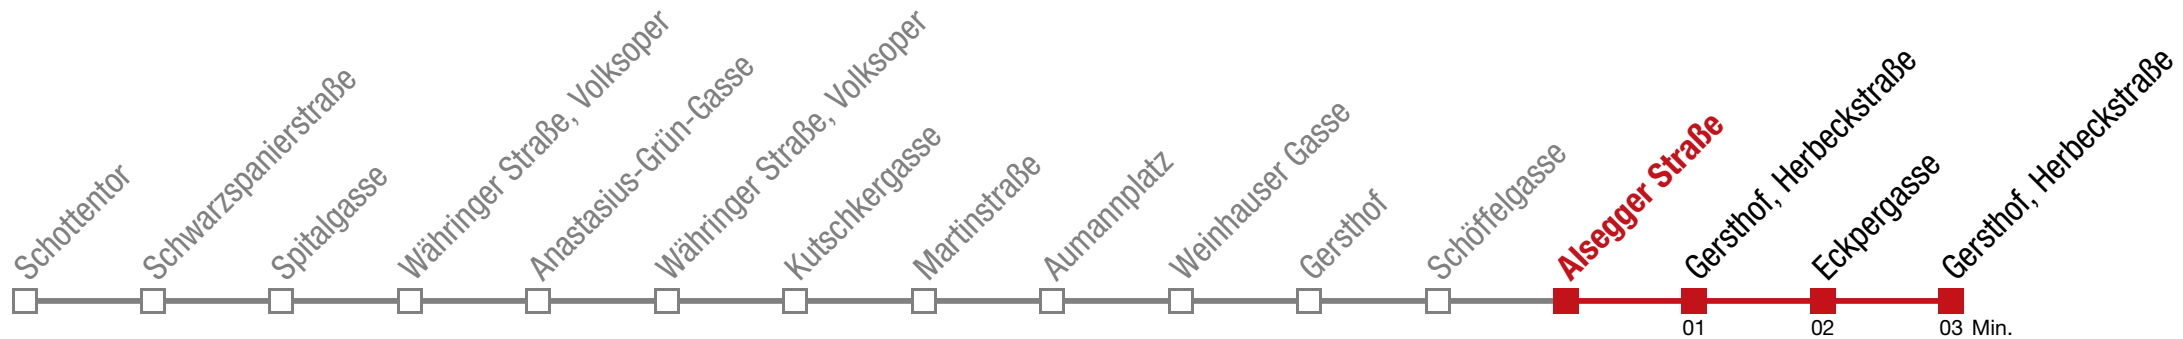 Schottentor
Schwarzspanierstraße
Spitalgasse
Währinger Straße, Volksoper
Anastasius-Grün-Gasse
Währinger Straße, Volksoper
Kutschkergasse
Martinstraße
Aumannplatz
Weinhauser Gasse
Gersthof
Schöffelgasse
Alsegger Straße
Gersthof, Herbeckstraße
Eckpergasse
Gersthof, Herbeckstraße
01 02 03 Min.